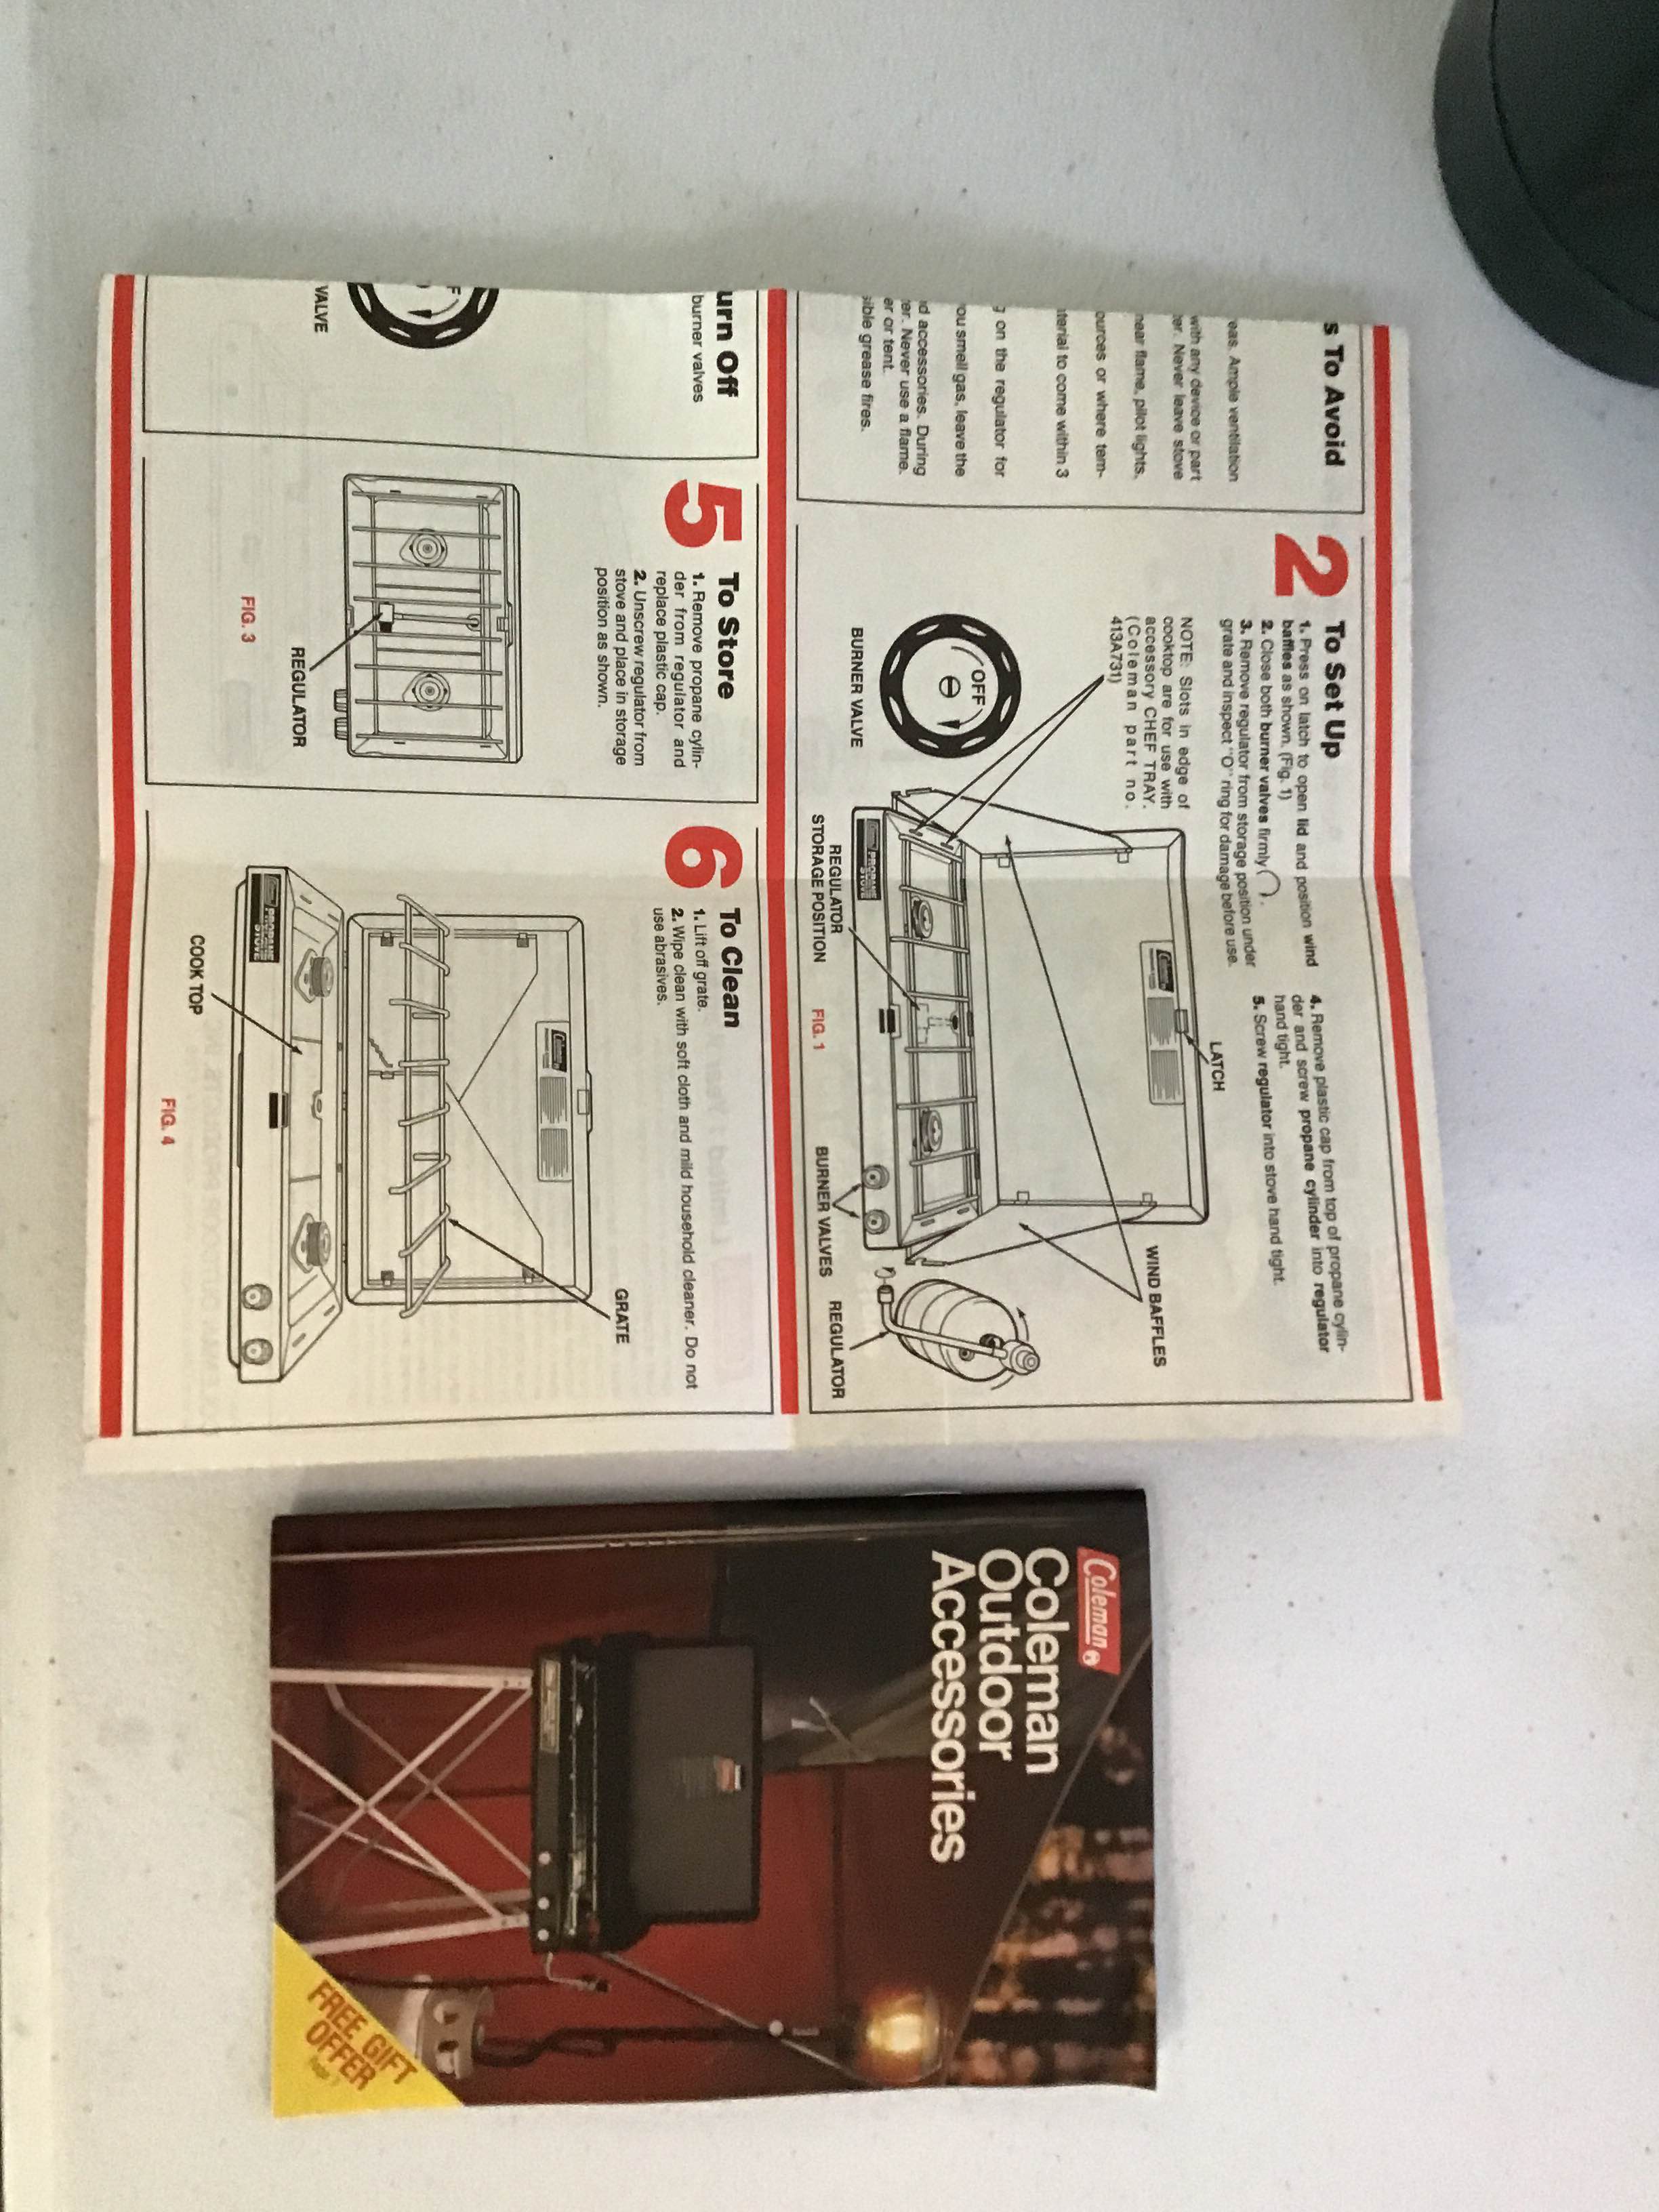 s To Avoid
eas. Ample ventilation
with any device or part
er. Never leave stove
near flame, pilot lights,
ources or where tem-
terial to come within 3
g on the regulator for
ou smell gas, leave the
d accessories. During
er. Never use a flame.
er or tent.
sible grease fires.
2 To Set Up
1. Press on latch to open lid and position wind
baffles as shown. (Fig. 1)
2. Close both burner valves firmly
3. Remove regulator from storage position under
grate and inspect "O" ring for damage before use.
4. Remove plastic cap from top of propane cylin-
der and screw propane cylinder into regulator
hand tight.
5. Screw regulator into stove hand tight.
NOTE: Slots in edge of
cooktop are for use with
accessory CHEF TRAY.
(Coleman part no.
413A731)
OFF
BURNER VALVE
LATCH
WIND BAFFLES
Coleman
PROPANE
STOVE
REGULATOR
STORAGE POSITION
FIG. 1
BURNER VALVES
REGULATOR
urn Off
burner valves
F
VALVE
5 To Store
1. Remove propane cylin-
der from regulator and
replace plastic cap.
2. Unscrew regulator from
stove and place in storage
position as shown.
REGULATOR
FIG. 3
6 To Clean
1. Lift off grate.
2. Wipe clean with soft cloth and mild household cleaner. Do not
use abrasives.
Coleman
GRATE
PROPANE
STOVE
COOK TOP
FIG. 4
Coleman
Coleman
Outdoor
Accessories
FREE GIFT
OFFER